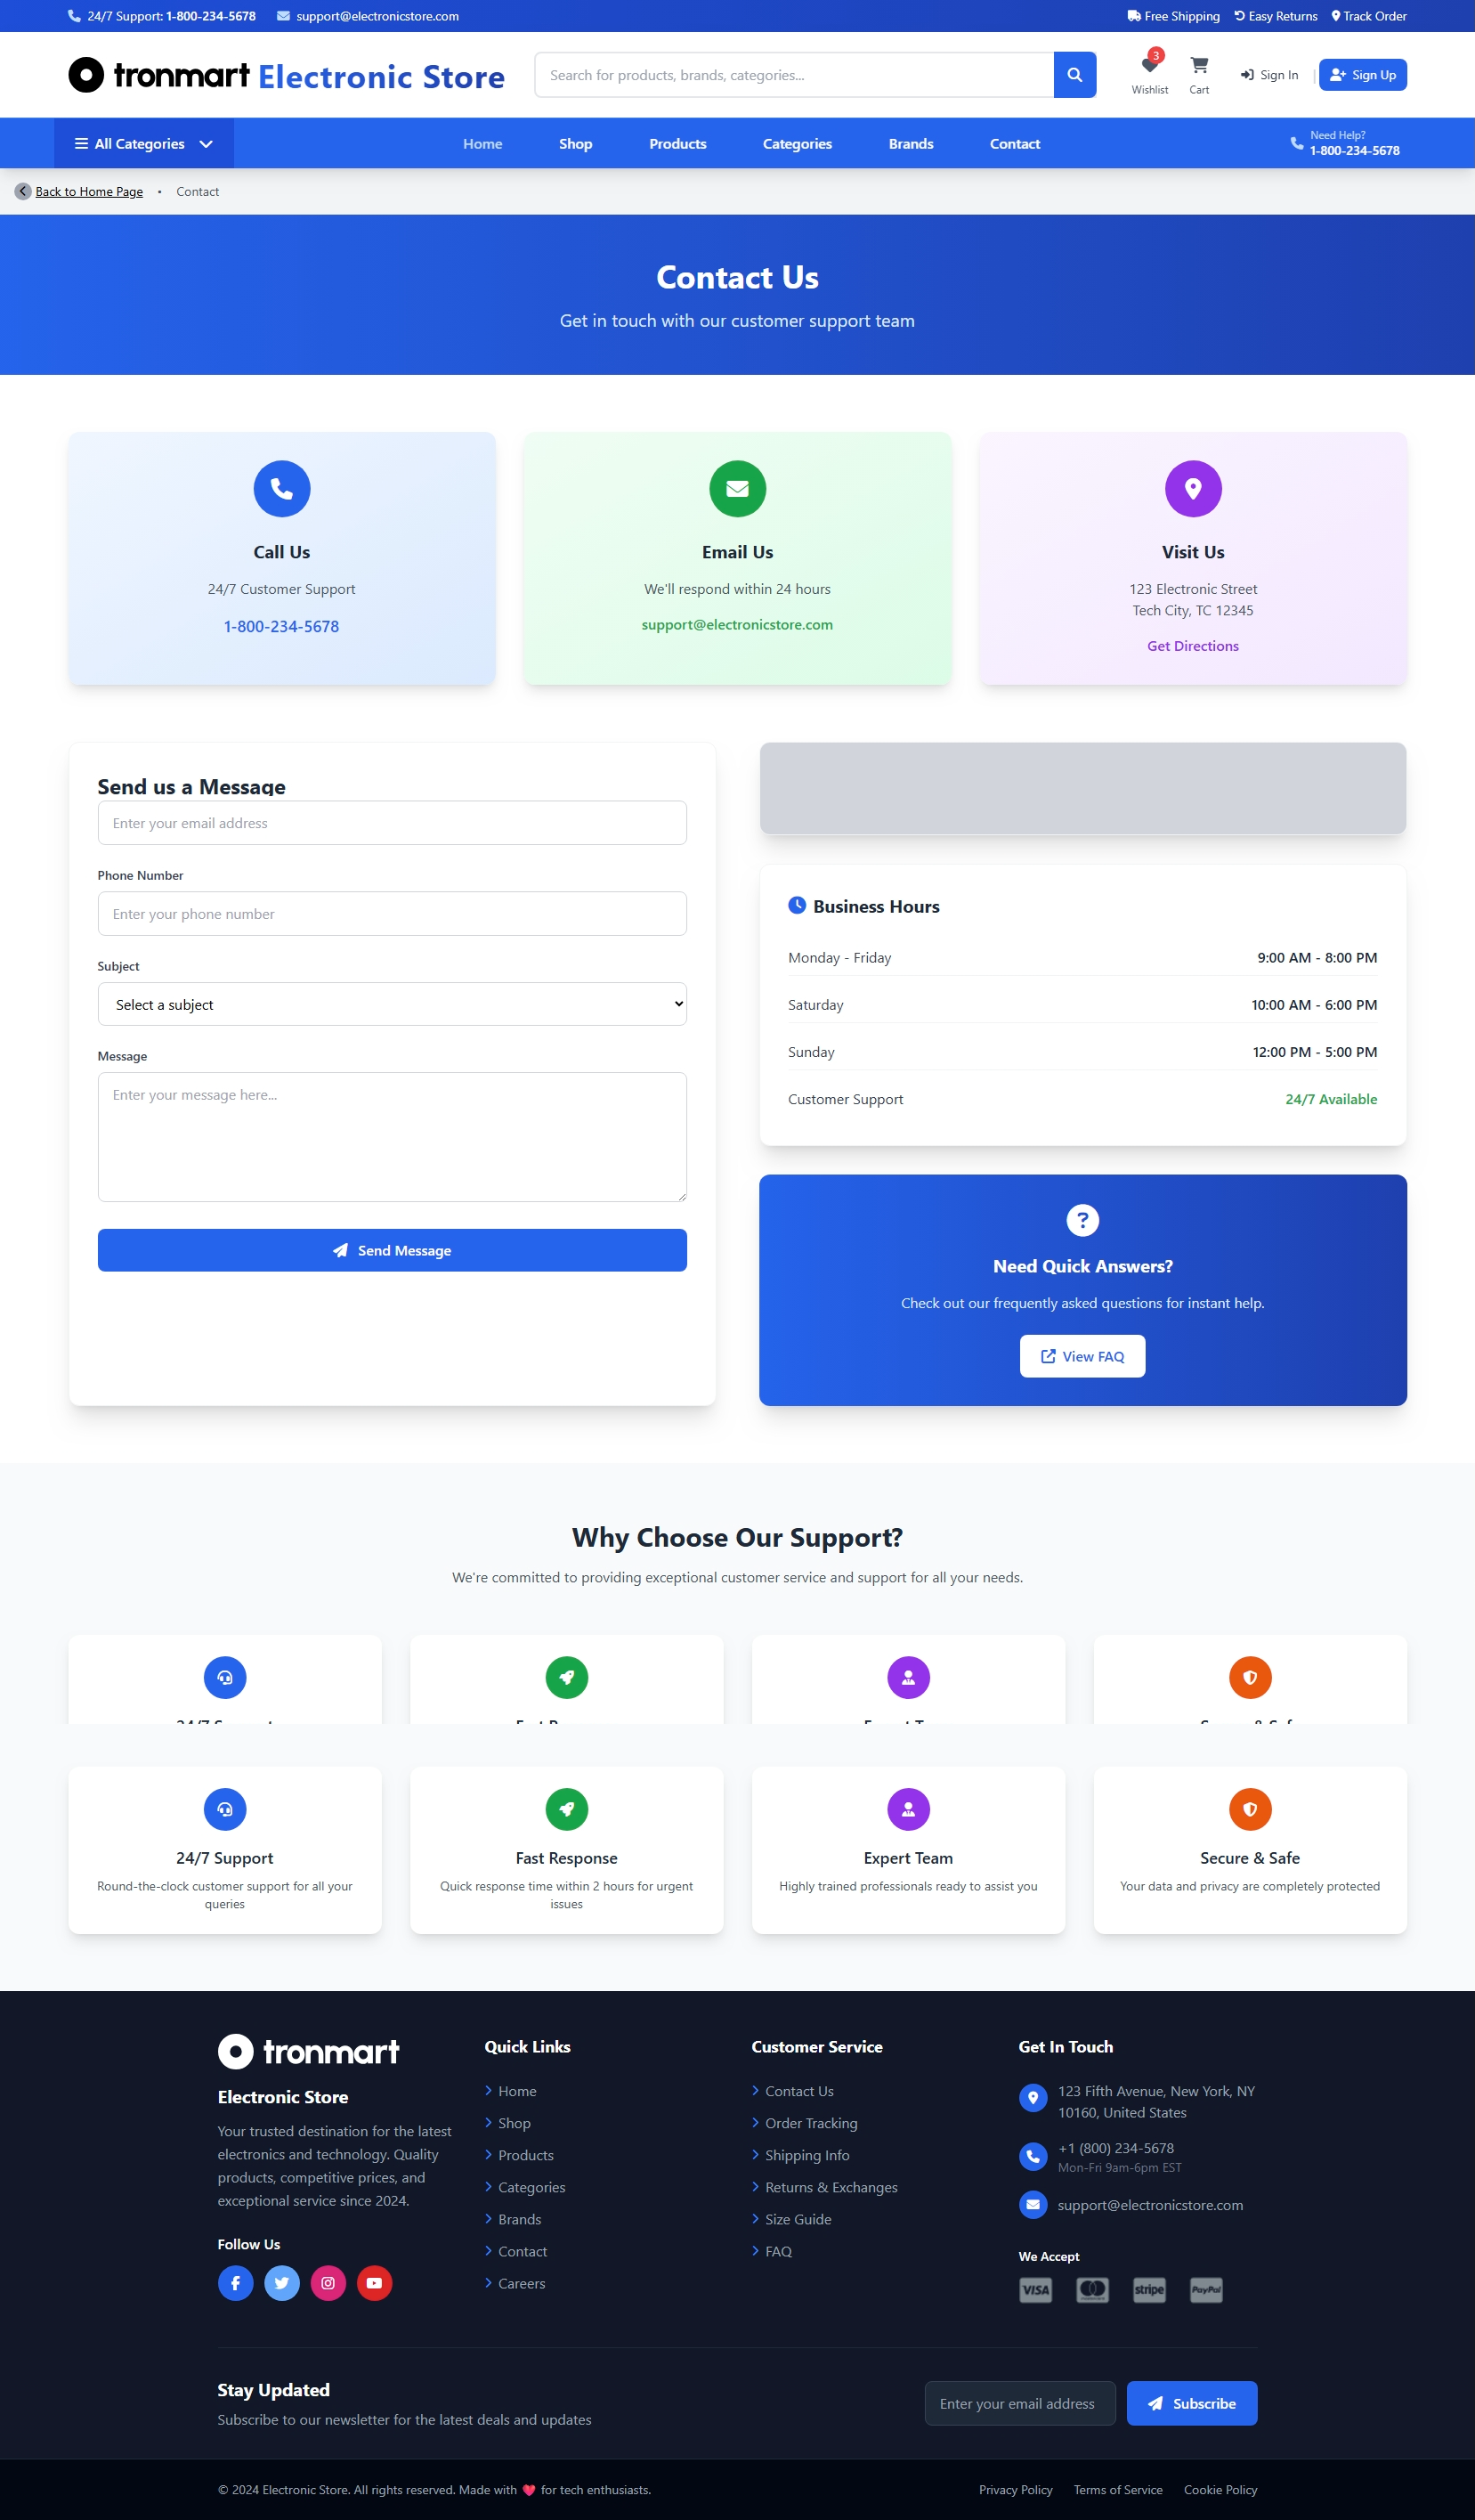 24/7 Support: 1-800-234-5678 support@electronicstore.com Free Shipping Easy Returns Track Order
tronmart Electronic Store Search for products, brands, categories... 3 Wishlist Cart Sign In | Sign Up
All Categories Home Shop Products Categories Brands Contact Need Help?
1-800-234-5678
Back to Home Page • Contact
Contact Us
Get in touch with our customer support team
Call Us
24/7 Customer Support
1-800-234-5678
Email Us
We'll respond within 24 hours
support@electronicstore.com
Visit Us
123 Electronic Street
Tech City, TC 12345
Get Directions
Send us a Message
Enter your email address
Phone Number
Enter your phone number
Subject
Select a subject
Message
Enter your message here...
Send Message
Business Hours
Monday - Friday 9:00 AM - 8:00 PM
Saturday 10:00 AM - 6:00 PM
Sunday 12:00 PM - 5:00 PM
Customer Support 24/7 Available
?
Need Quick Answers?
Check out our frequently asked questions for instant help.
View FAQ
Why Choose Our Support?
We're committed to providing exceptional customer service and support for all your needs.
24/7 Support
Round-the-clock customer support for all your
queries
Fast Response
Quick response time within 2 hours for urgent
issues
Expert Team
Highly trained professionals ready to assist you
Secure & Safe
Your data and privacy are completely protected
tronmart
Electronic Store
Your trusted destination for the latest
electronics and technology. Quality
products, competitive prices, and
exceptional service since 2024.
Follow Us
Quick Links
Home
Shop
Products
Categories
Brands
Contact
Careers
Customer Service
Contact Us
Order Tracking
Shipping Info
Returns & Exchanges
Size Guide
FAQ
Get In Touch
123 Fifth Avenue, New York, NY
10160, United States
+1 (800) 234-5678
Mon-Fri 9am-6pm EST
support@electronicstore.com
We Accept
VISA stripe PayPal
Stay Updated
Subscribe to our newsletter for the latest deals and updates
Enter your email address Subscribe
© 2024 Electronic Store. All rights reserved. Made with ❤ for tech enthusiasts. Privacy Policy Terms of Service Cookie Policy